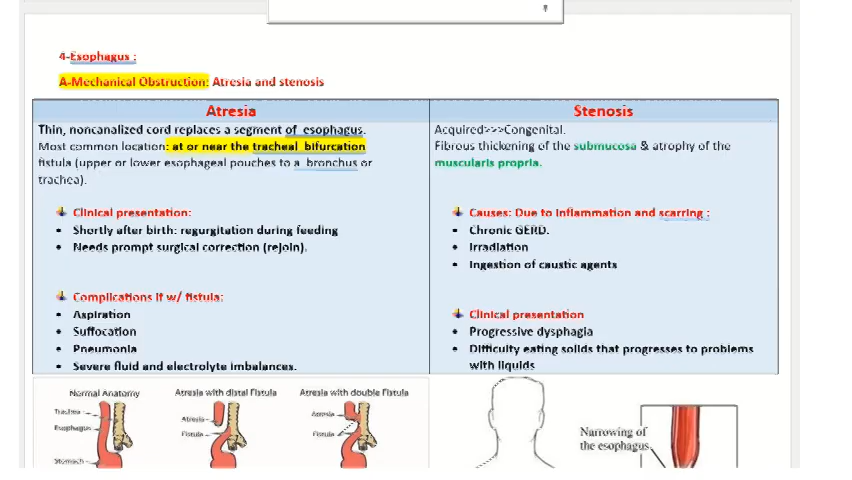 4-Esophagus :
A-Mechanical Obstruction: Atresia and stenosis
Atresia
Thin, noncanalized cord replaces a segment of esophagus.
Most common location: at or near the tracheal bifurcation
fistula (upper or lower esophageal pouches to a bronchus or
trachea).
Clinical presentation:
• Shortly after birth: regurgitation during feeding
• Needs prompt surgical correction (rejoin).
Complications if w/ fistula:
• Aspiration
• Suffocation
• Pneumonia
• Severe fluid and electrolyte imbalances.
Stenosis
Acquired>>>Congenital.
Fibrous thickening of the submucosa & atrophy of the
muscularis propria.
Causes: Due to inflammation and scarring :
• Chronic GERD.
• Irradiation
• Ingestion of caustic agents
Clinical presentation
• Progressive dysphagia
• Difficulty eating solids that progresses to problems
with liquids
Normal Anatomy
Trachea
Esophagus
Stomach
Atresia with distal Fistula
Atresia
Fistula
Atresia with double Fistula
Atresia
Fistula
Narrowing of
the esophagus